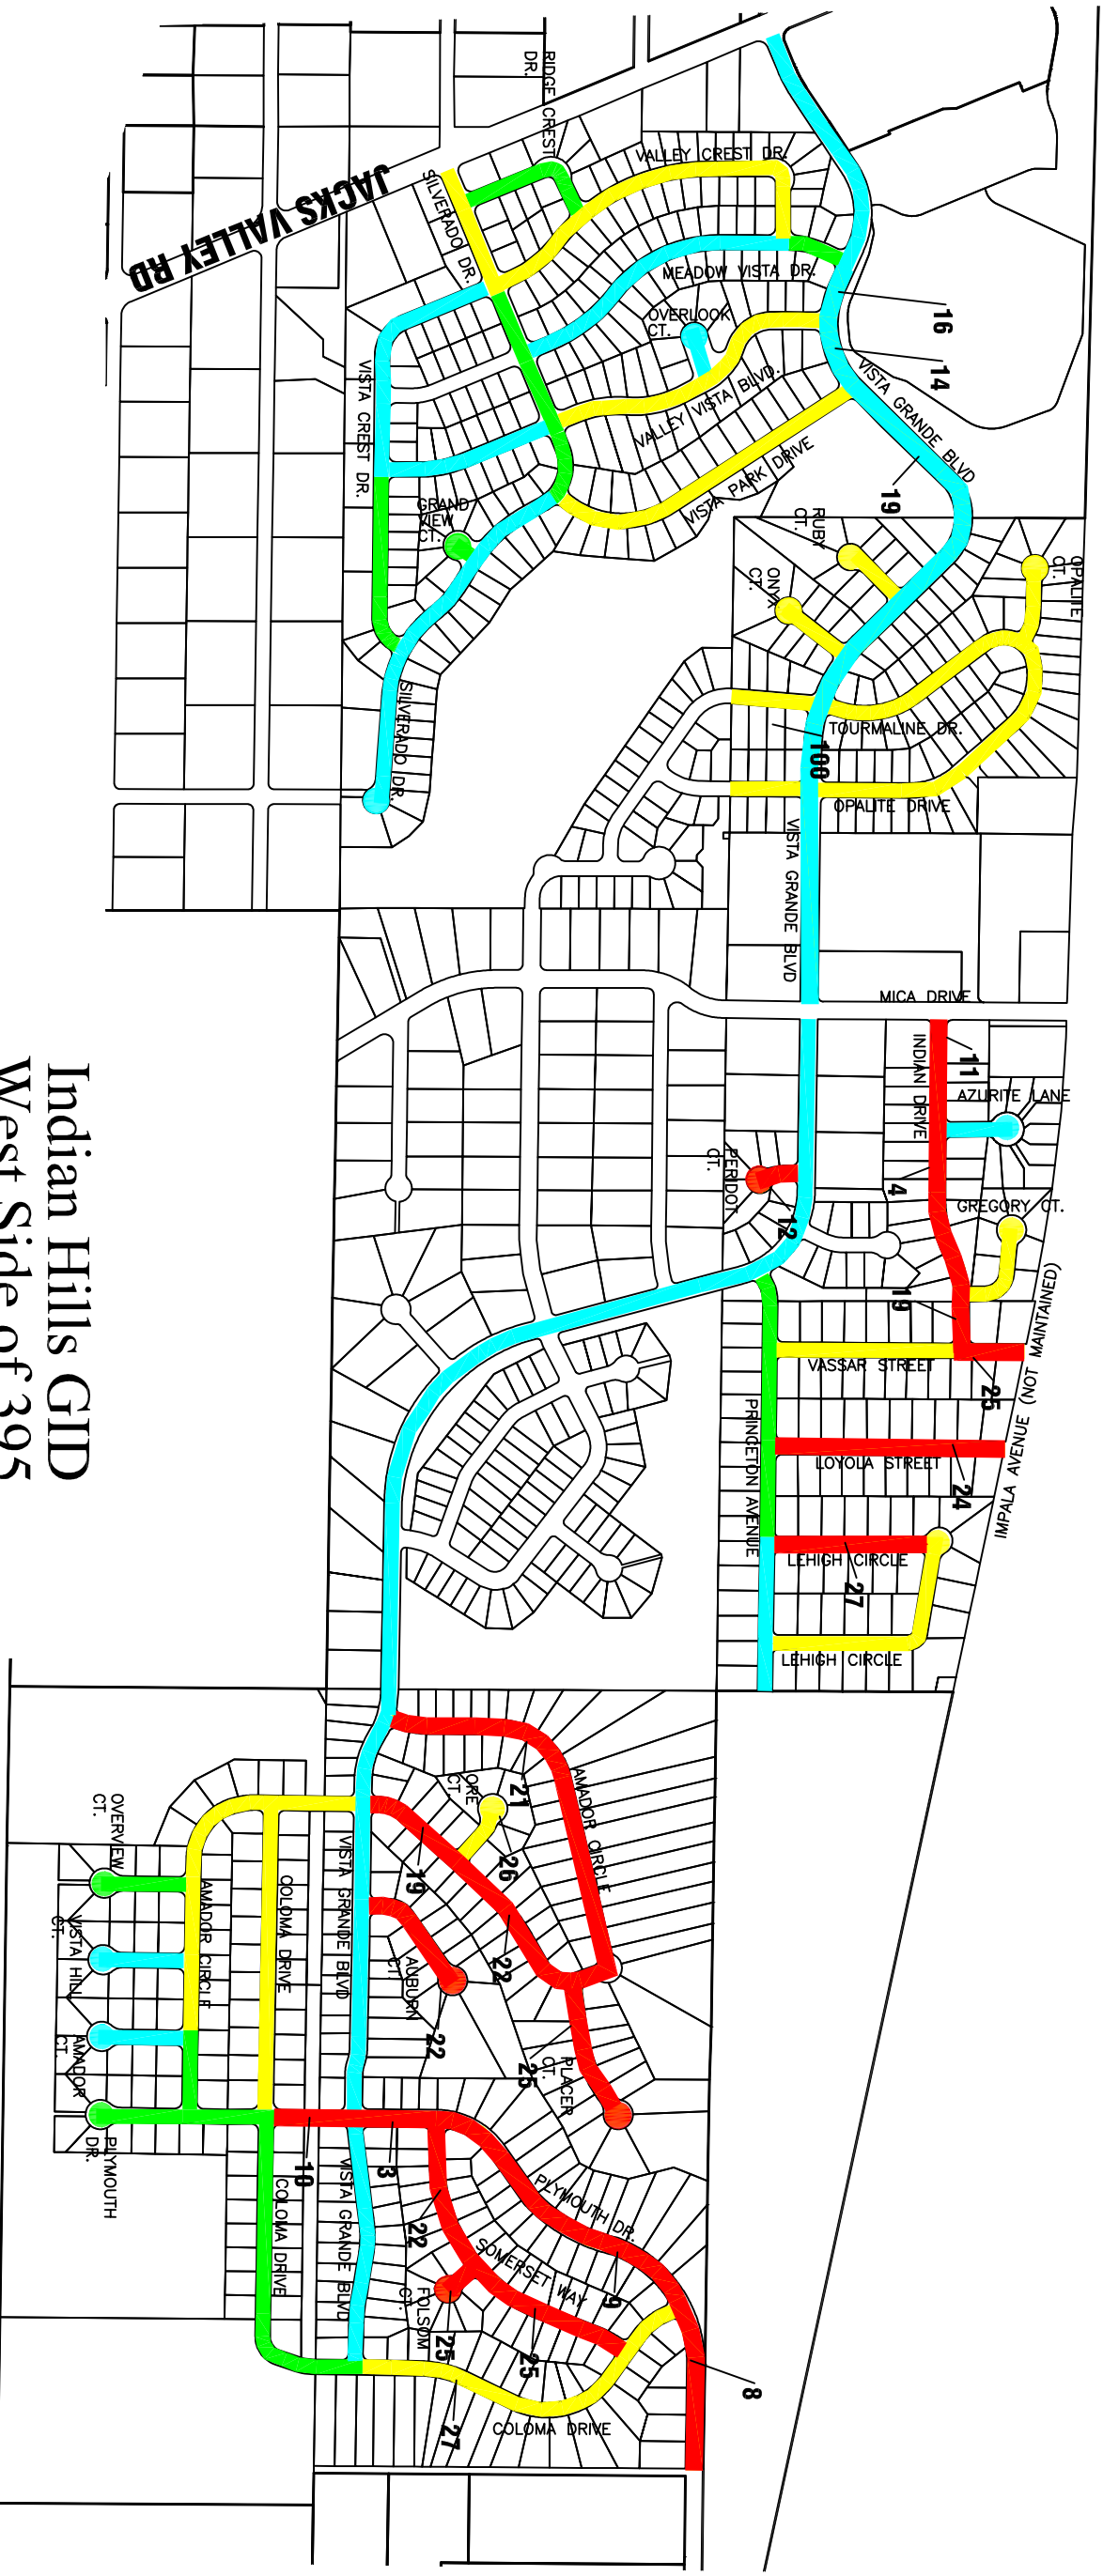 RIDGE CREST
DR.
VALLEY CREST DR.
JACKS VALLEY RD
SILVERADO DR.
MEADOW VISTA DR.
OVERLOOK
CT.
16
14
VISTA GRANDE BLVD
VALLEY VISTA BLVD.
VISTA CREST DR.
VISTA PARK DRIVE
19
GRAND
VIEW
CT.
RUBY
CT.
ONYX
CT.
OPALITE
CT.
SILVERADO DR.
TOURMALINE DR.
100
OPALITE DRIVE
VISTA GRANDE BLVD
MICA DRIVE
INDIAN DRIVE
11
AZURITE LANE
4
PERIDOT
CT.
12
GREGORY CT.
19
IMPALA AVENUE (NOT MAINTAINED)
VASSAR STREET
25
PRINCETON AVENUE
LOYOLA STREET
24
LEHIGH CIRCLE
27
LEHIGH CIRCLE
Indian Hills GID
West Side of 395
AMADOR CIRCLE
ORE
CT.
21
26
19
22
OVERVIEW
CT.
AMADOR CIRCLE
COLOMA DRIVE
VISTA GRANDE BLVD
AUBURN
CT.
22
VISTA HILL
CT.
AMADOR
CT.
PLACER
CT.
25
PLYMOUTH
DR.
10
3
COLOMA DRIVE
VISTA GRANDE BLVD
22
PLYMOUTH DR.
SOMERSET WAY
9
FOLSOM
CT.
25
25
8
27
COLOMA DRIVE